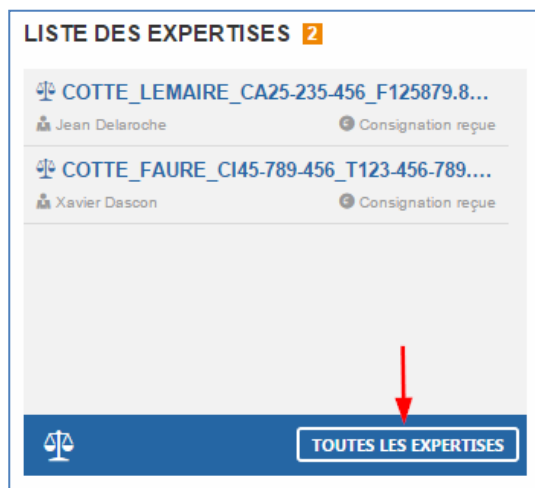 LISTE DES EXPERTISES 2
COTTE_LEMAIRE_CA25-235-456_F125879.8...
Jean Delaroche Consignation reçue
COTTE_FAURE_CI45-789-456_T123-456-789....
Xavier Dascon Consignation reçue
TOUTES LES EXPERTISES